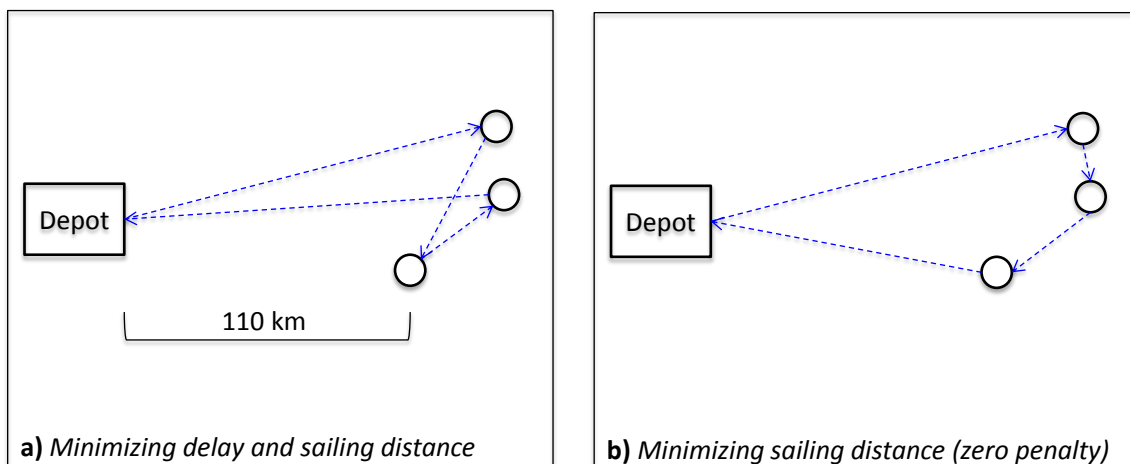 Depot
110 km
a) Minimizing delay and sailing distance
Depot
b) Minimizing sailing distance (zero penalty)